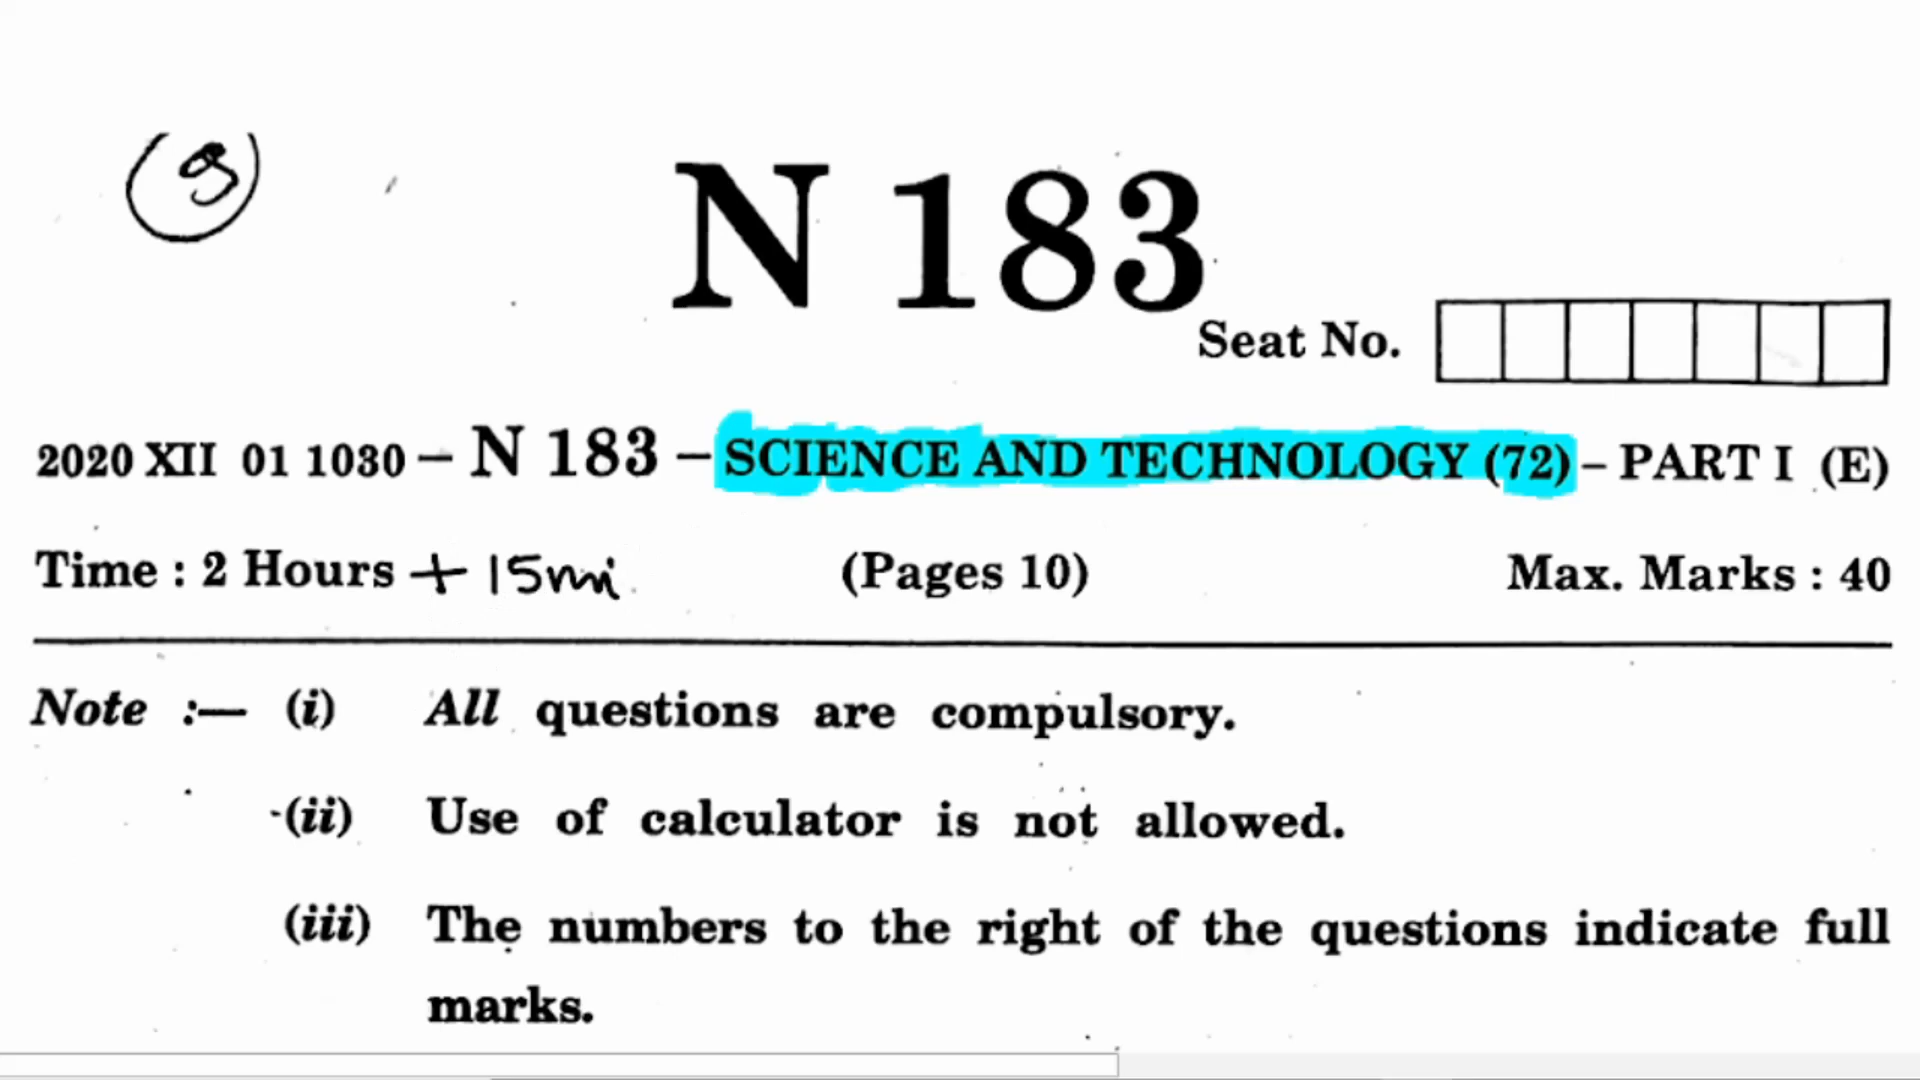 9
N 183
Seat No.
2020 XII 01 1030 – N 183 – SCIENCE AND TECHNOLOGY (72) – PART I (E)
Time : 2 Hours + 15mi (Pages 10) Max. Marks : 40
Note :— (i) All questions are compulsory.
(ii) Use of calculator is not allowed.
(iii) The numbers to the right of the questions indicate full
marks.